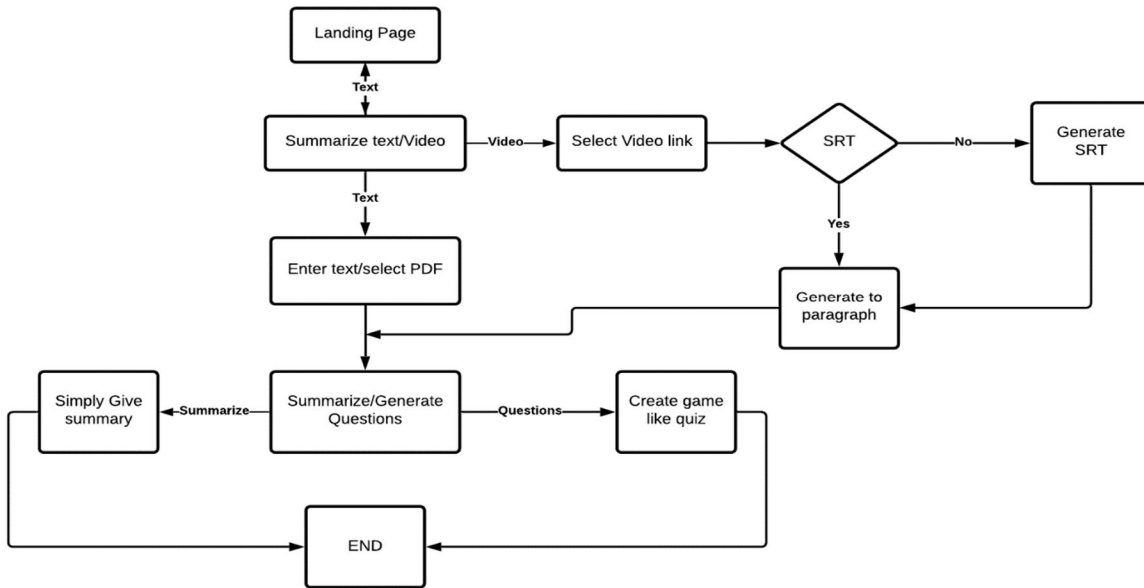 Landing Page
Text
Summarize text/Video
Video
Select Video link
SRT
No
Generate
SRT
Text
Yes
Enter text/select PDF
Generate to
paragraph
Simply Give
summary
Summarize
Summarize/Generate
Questions
Questions
Create game
like quiz
END